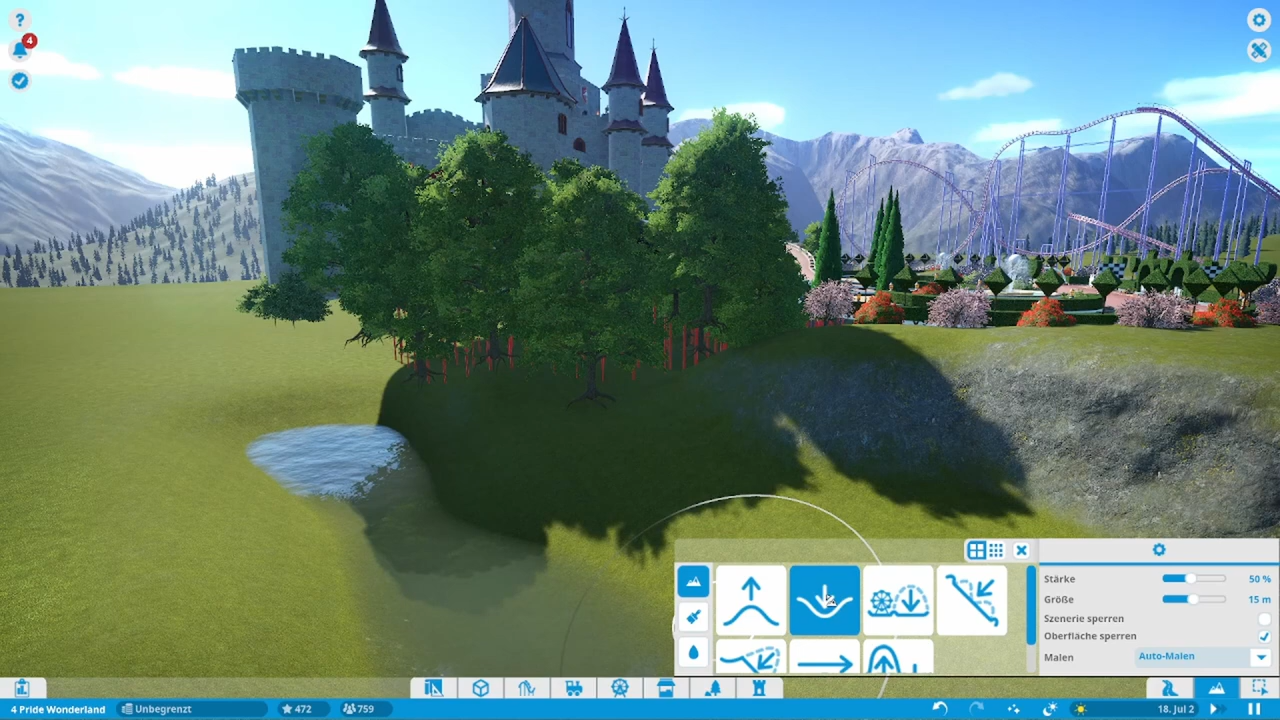 ?
4
Stärke 50 %
Größe 15 m
Szenerie sperren
Oberfläche sperren
Malen Auto-Malen
4 Pride Wonderland Unbegrenzt 472 759 18. Jul 2